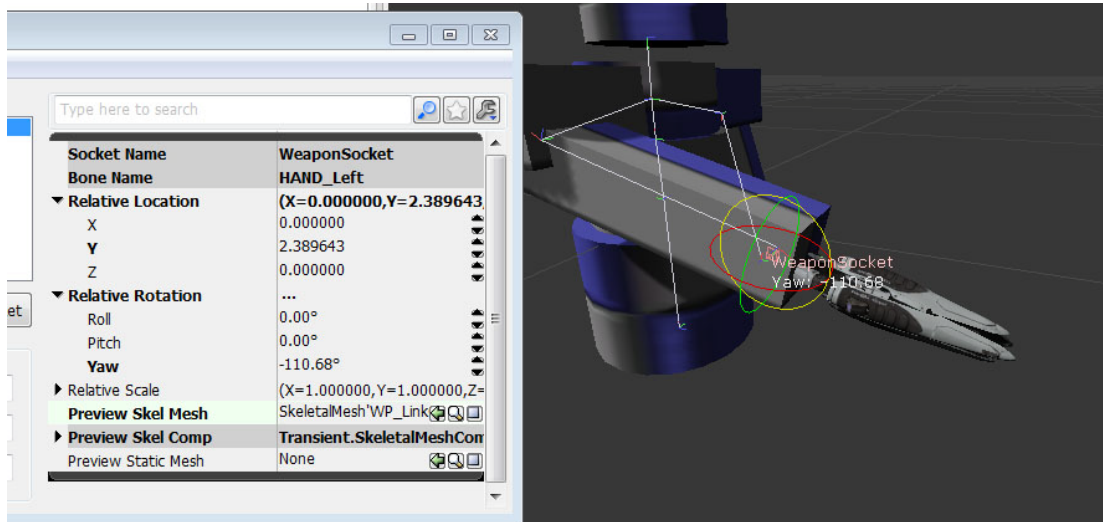 Type here to search
Socket Name WeaponSocket
Bone Name HAND_Left
Relative Location (X=0.000000,Y=2.389643,
X 0.000000
Y 2.389643
Z 0.000000
Relative Rotation ...
Roll 0.00°
Pitch 0.00°
Yaw -110.68°
Relative Scale (X=1.000000,Y=1.000000,Z=
Preview Skel Mesh SkeletalMesh'WP_Link
Preview Skel Comp Transient.SkeletalMeshCom
Preview Static Mesh None
et
WeaponSocket
Yaw: -110.68